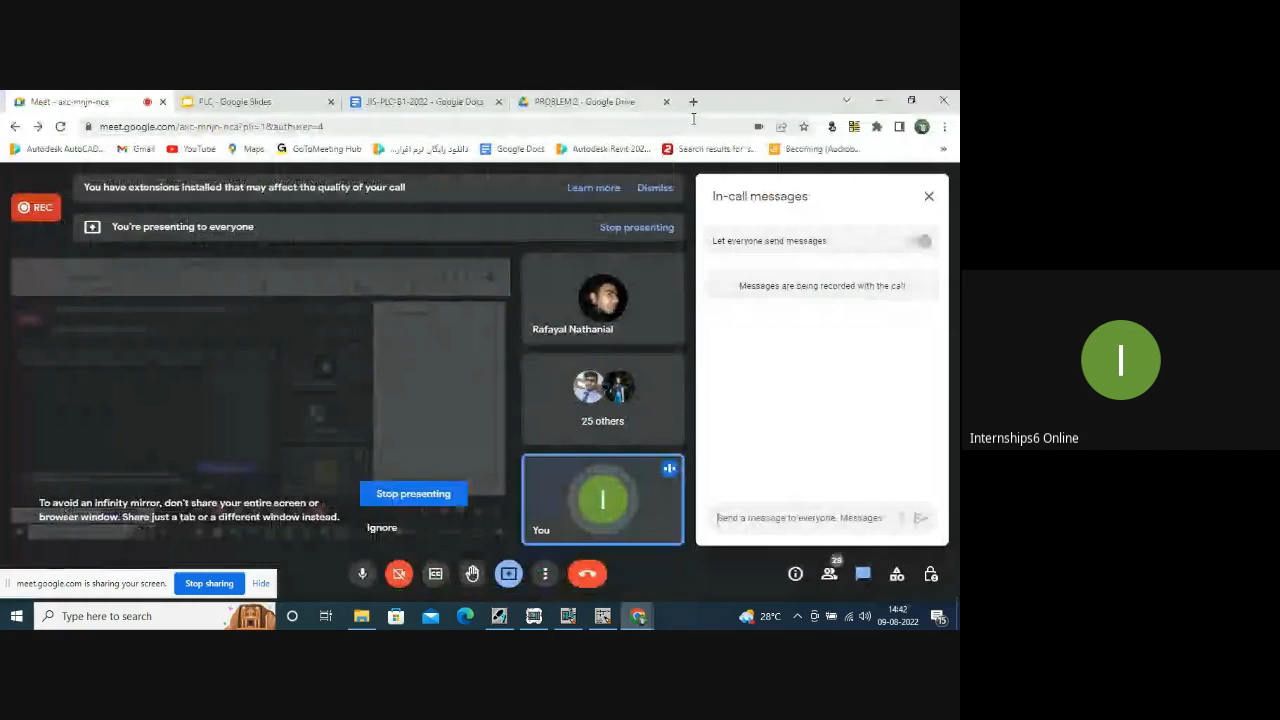 Meet - axc-mnjn-nca
PLC - Google Slides
JIS-PLC-B1-2022 - Google Docs
PROBLEM 2 - Google Drive
meet.google.com/axc-mnjn-nca?pli=1&authuser=4
Autodesk AutoCAD...
Gmail
YouTube
Maps
GoToMeeting Hub
دانلود رایگان نرم افزار...
Google Docs
Autodesk Revit 202...
Search results for s...
Becoming (Audiob...
You have extensions installed that may affect the quality of your call
Learn more
Dismiss
REC
You're presenting to everyone
Stop presenting
In-call messages
Let everyone send messages
Messages are being recorded with the call
Rafayal Nathanial
25 others
To avoid an infinity mirror, don't share your entire screen or
browser window. Share just a tab or a different window instead.
Stop presenting
Ignore
I
You
Send a message to everyone. Messages
28
meet.google.com is sharing your screen.
Stop sharing
Hide
Type here to search
28°C
14:42
09-08-2022
15
I
Internships6 Online